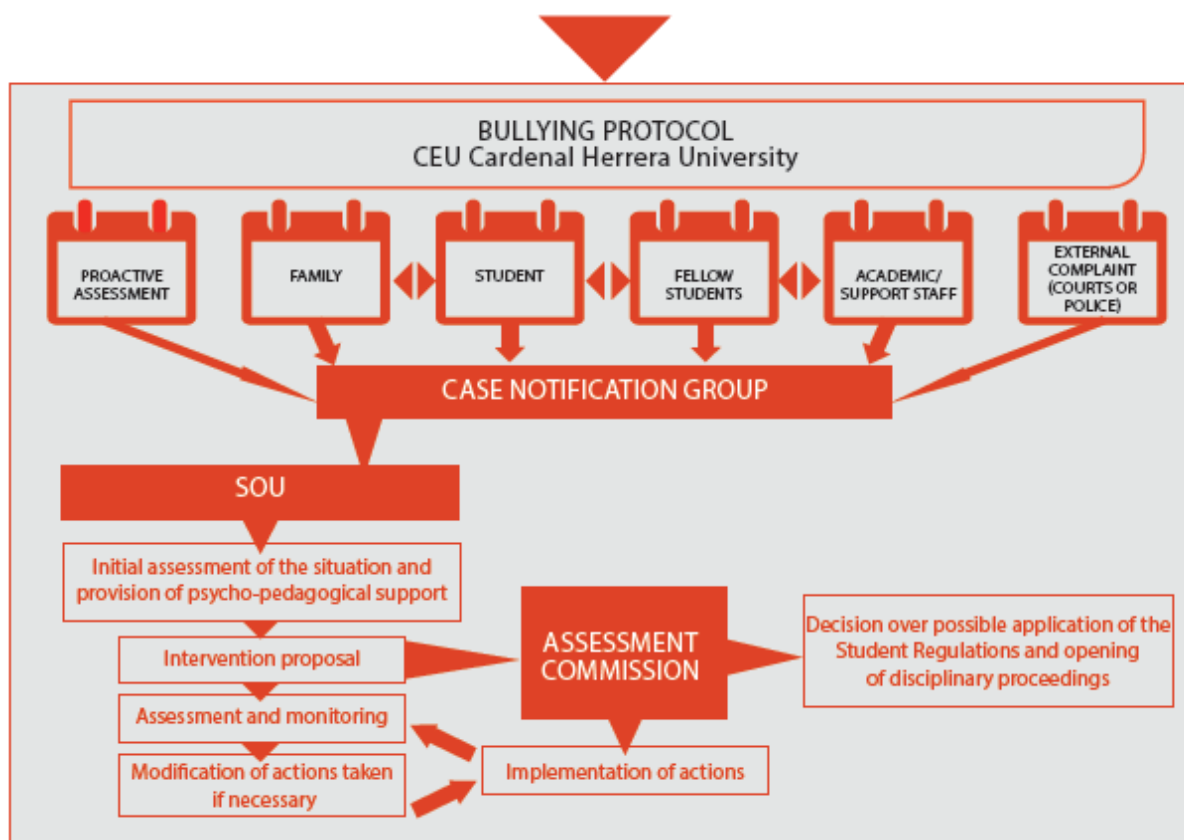 BULLYING PROTOCOL
CEU Cardenal Herrera University
PROACTIVE
ASSESSMENT
FAMILY
STUDENT
FELLOW
STUDENTS
ACADEMIC/
SUPPORT STAFF
EXTERNAL
COMPLAINT
(COURTS OR
POLICE)
CASE NOTIFICATION GROUP
SOU
Initial assessment of the situation and
provision of psycho-pedagogical support
Intervention proposal
Assessment and monitoring
Modification of actions taken
if necessary
ASSESSMENT
COMMISSION
Implementation of actions
Decision over possible application of the
Student Regulations and opening
of disciplinary proceedings